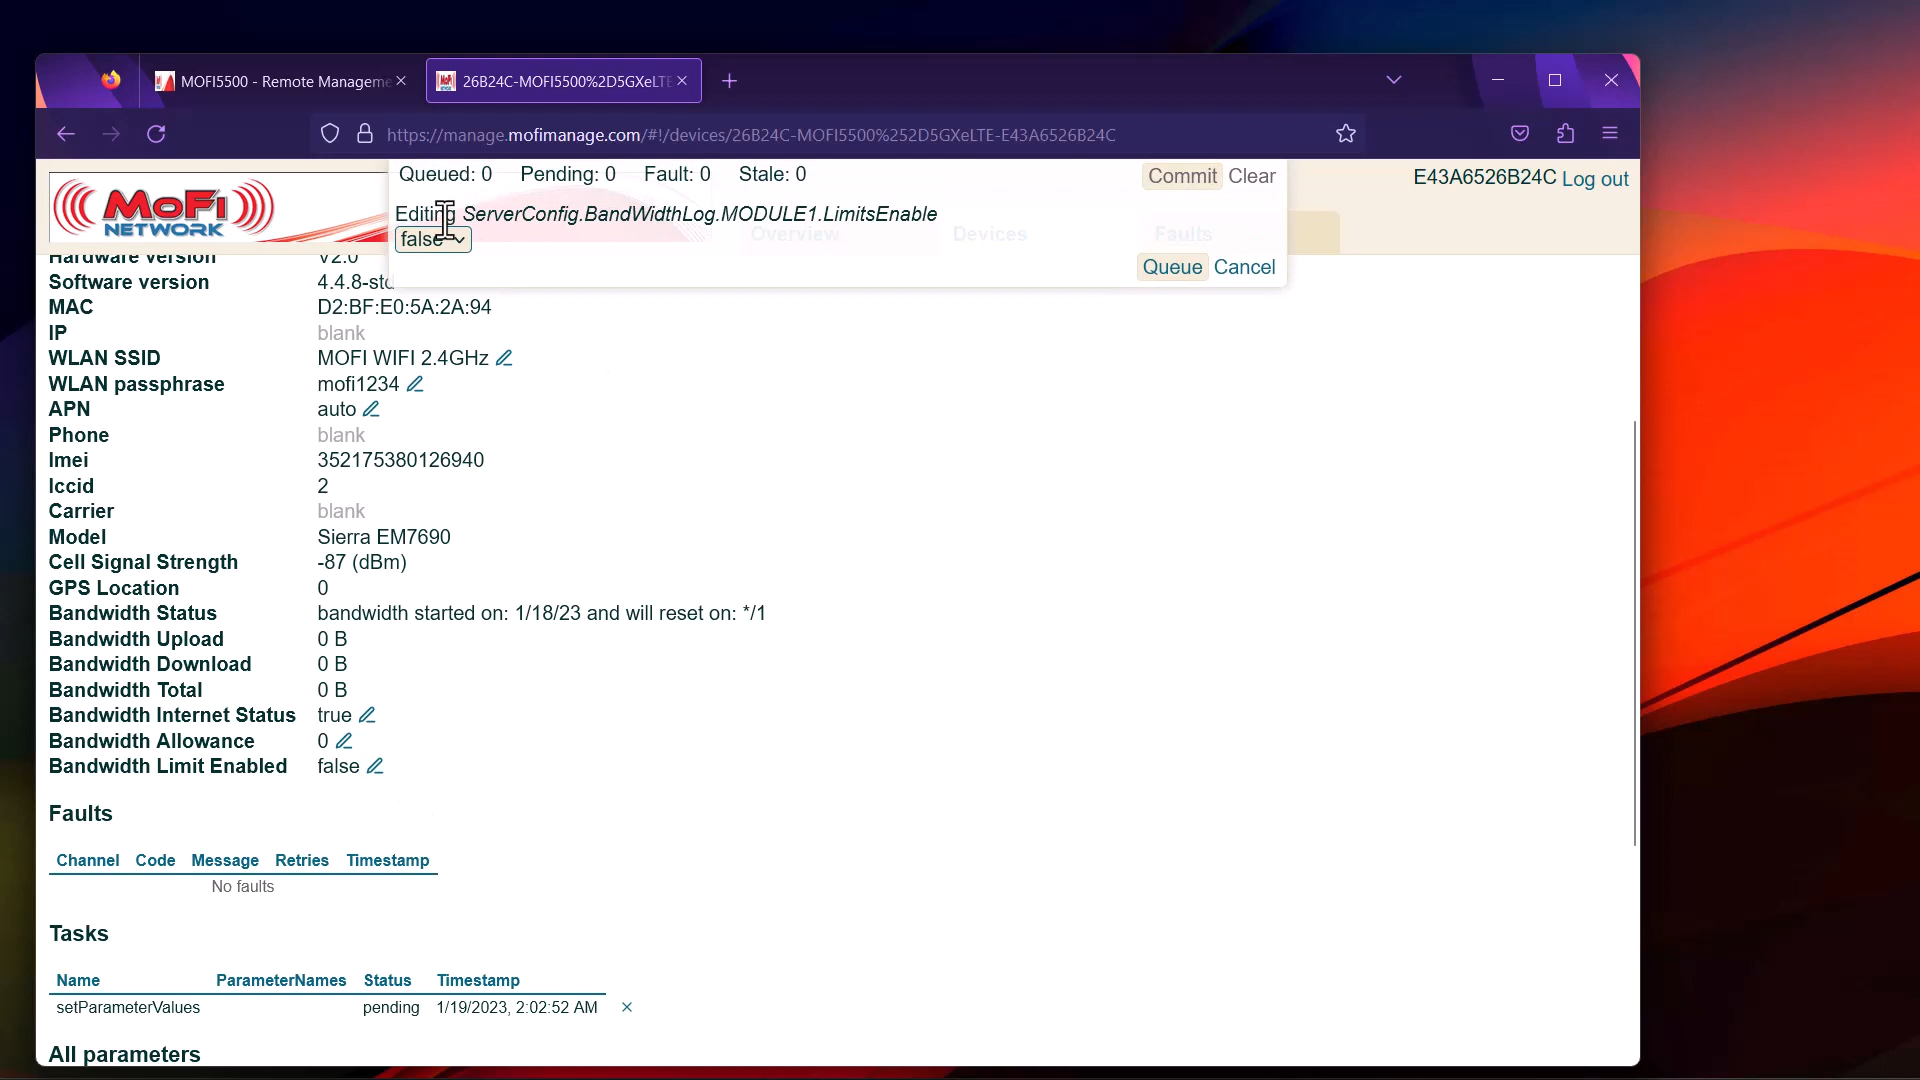 MOFI5500 - Remote Manageme
26B24C-MOFI5500%2D5GXeLTE
https://manage.mofimanage.com/#!/devices/26B24C-MOFI5500%252D5GXeLTE-E43A6526B24C
MoFi
NETWORK
Queued: 0 Pending: 0 Fault: 0 Stale: 0
Commit Clear
E43A6526B24C Log out
Editing ServerConfig.BandWidthLog.MODULE1.LimitsEnable
false
Overview Devices Faults
Queue Cancel
Hardware version V2.0
Software version 4.4.8-std
MAC D2:BF:E0:5A:2A:94
IP blank
WLAN SSID MOFI WIFI 2.4GHz
WLAN passphrase mofi1234
APN auto
Phone blank
Imei 352175380126940
Iccid 2
Carrier blank
Model Sierra EM7690
Cell Signal Strength -87 (dBm)
GPS Location 0
Bandwidth Status bandwidth started on: 1/18/23 and will reset on: */1
Bandwidth Upload 0 B
Bandwidth Download 0 B
Bandwidth Total 0 B
Bandwidth Internet Status true
Bandwidth Allowance 0
Bandwidth Limit Enabled false
Faults
Channel Code Message Retries Timestamp
No faults
Tasks
Name ParameterNames Status Timestamp
setParameterValues pending 1/19/2023, 2:02:52 AM
All parameters